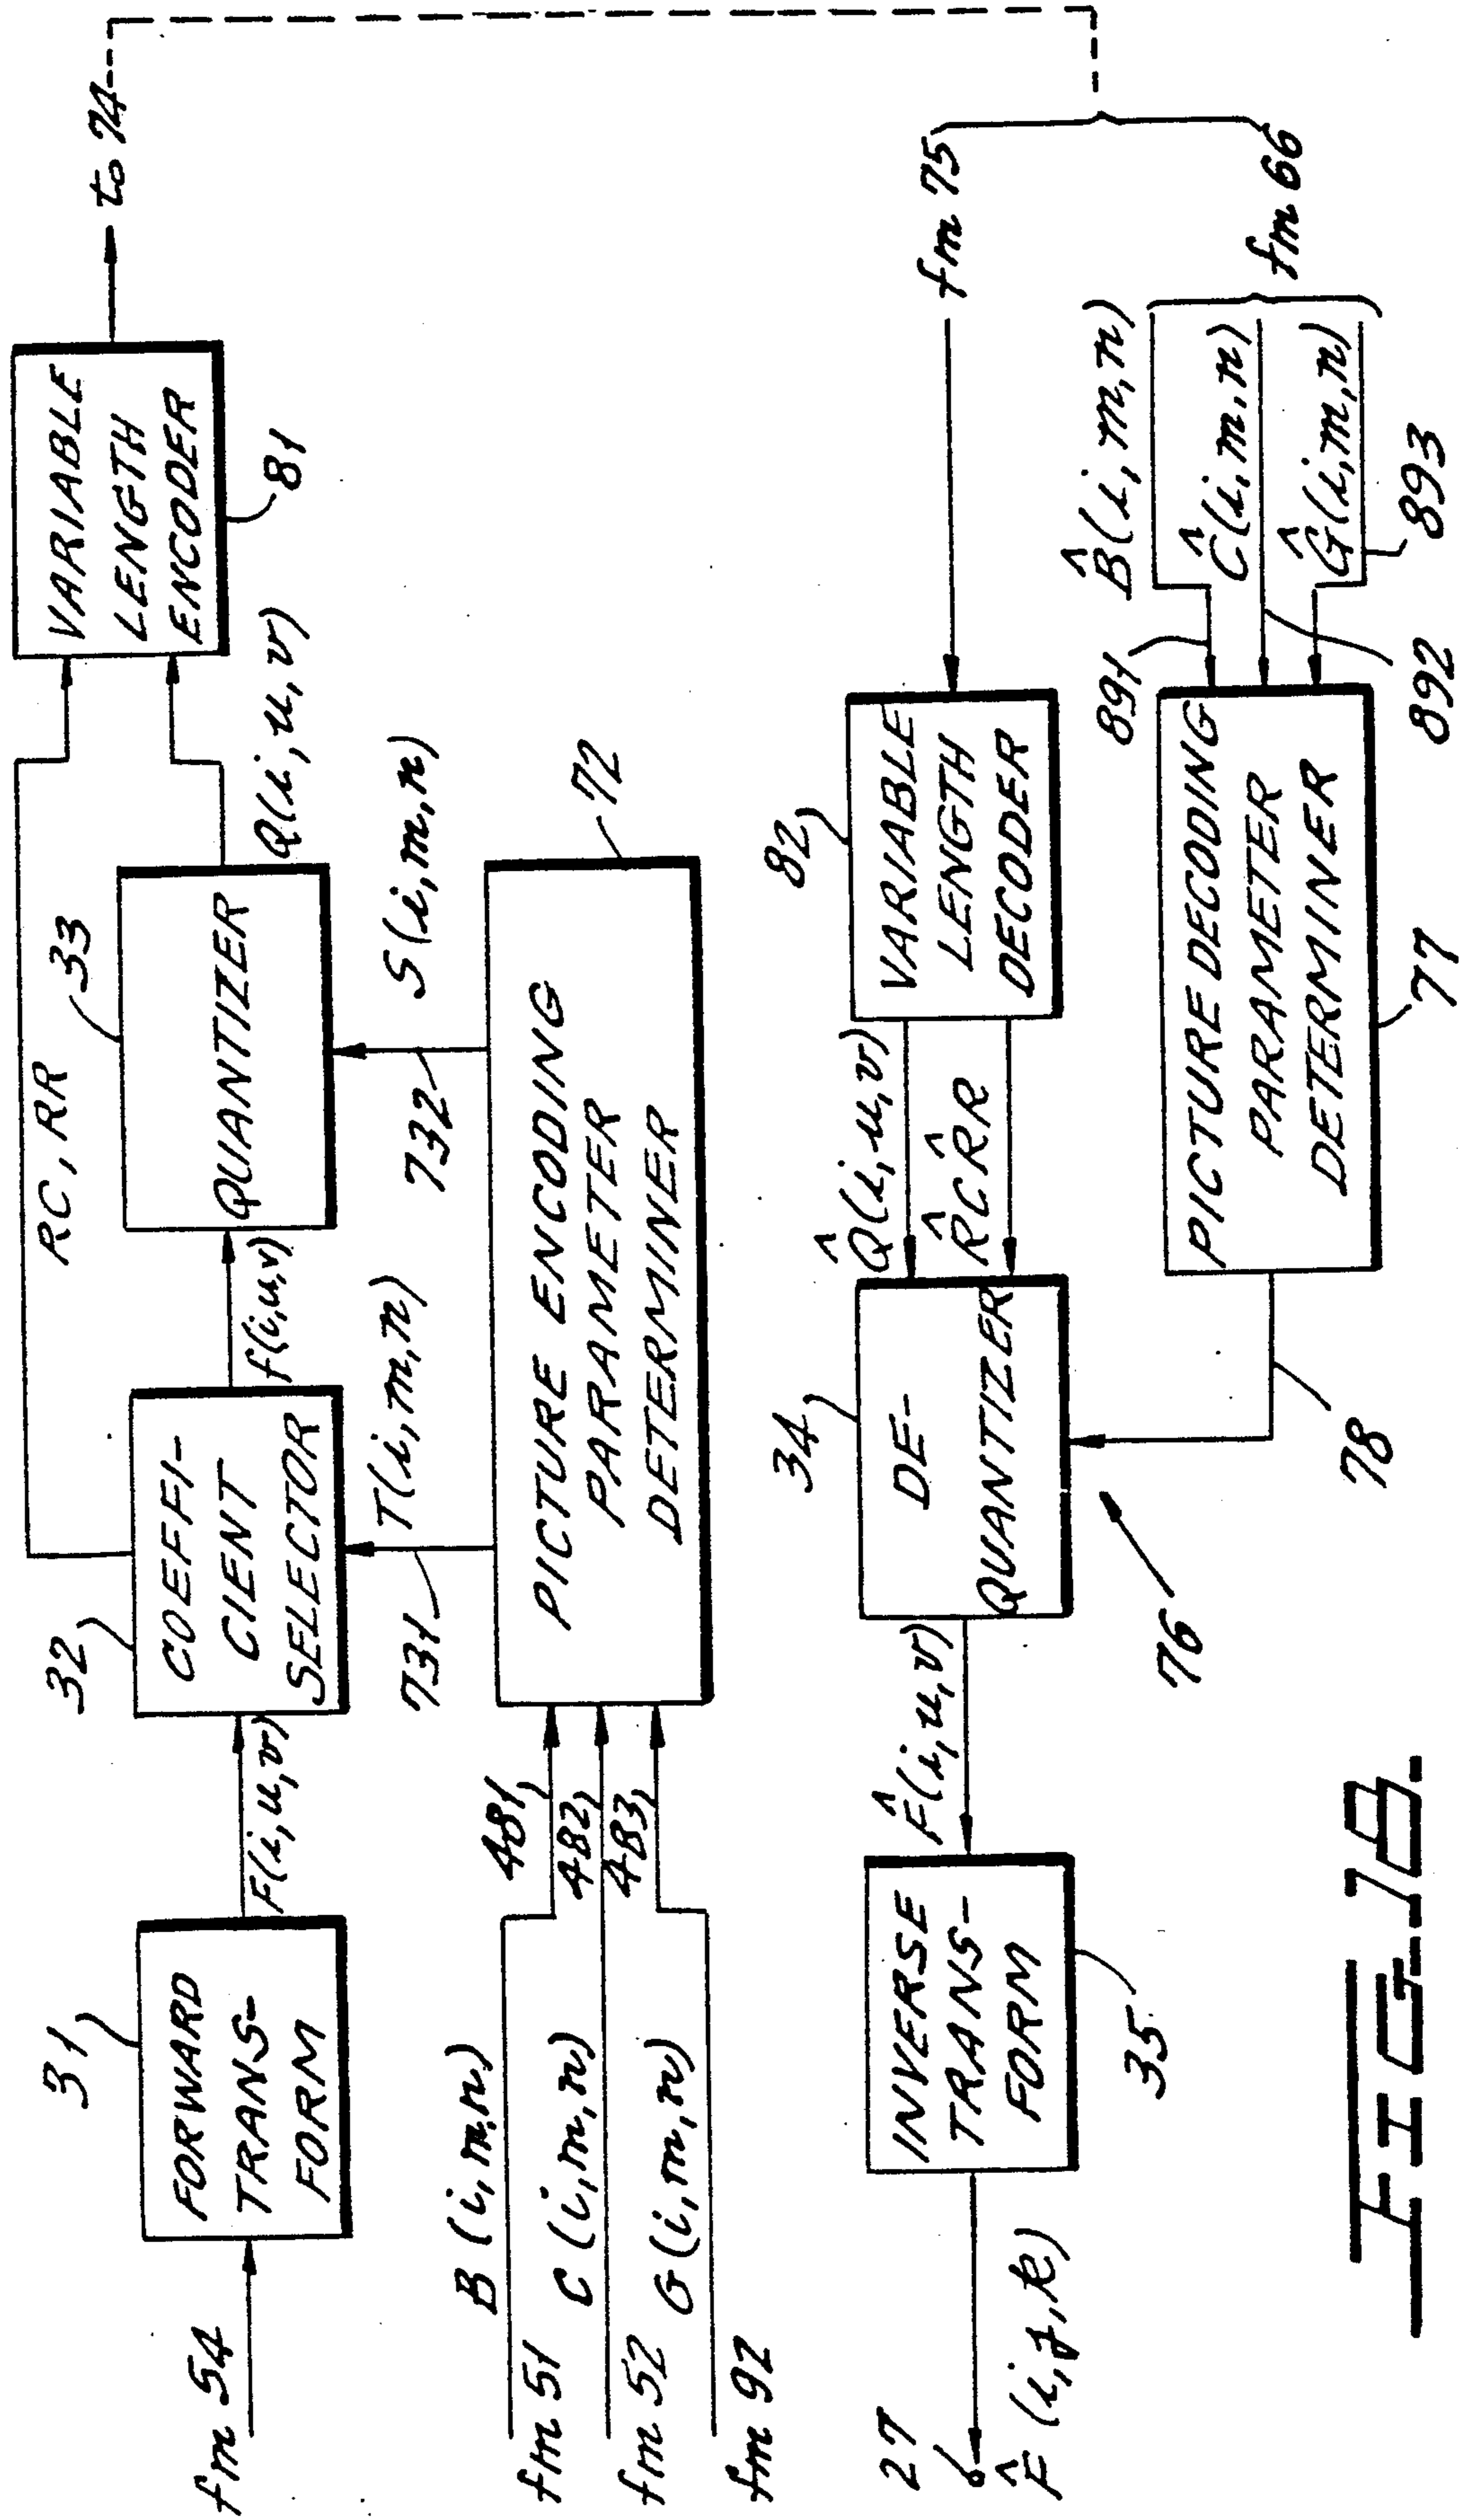 31
32
RC, RR
33
to 74
fm 54
FORWARD
TRANS-
FORM
F(i,u,v)
COEFFI-
CIENT
SELECTOR
f(i,u,v)
QUANTIZER
Q(i,u,v)
VARIABLE
LENGTH
ENCODER
81
731
T(i,m,n)
732
S(i,m,n)
B(i,m,n)
fm 51
C(i,m,n)
fm 52
G(i,m,n)
fm 92
481
482
483
PICTURE ENCODING
PARAMETER
DETERMINER
72
27
F̂(i,j,k)
INVERSE
TRANS-
FORM
35
F̂(i,u,v)
34
DE-
QUANTIZER
76
78
Q̂(i,u,v)
R̂ĈR̂R
82
VARIABLE
LENGTH
DECODER
fm 75
PICTURE DECODING
PARAMETER
DETERMINER
77
891
892
893
B̂(i,m,n)
Ĉ(i,m,n)
Ĝ(i,m,n)
fm 66
FIG. 7A.